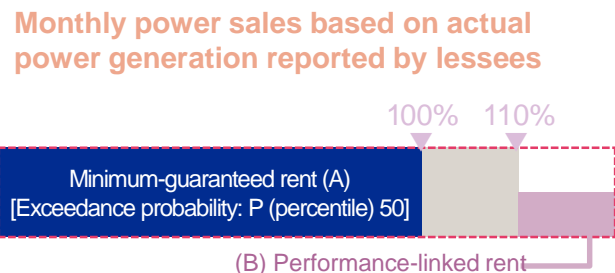 Monthly power sales based on actual
power generation reported by lessees
100% 110%
Minimum-guaranteed rent (A)
[Exceedance probability: P (percentile) 50]
(B) Performance-linked rent